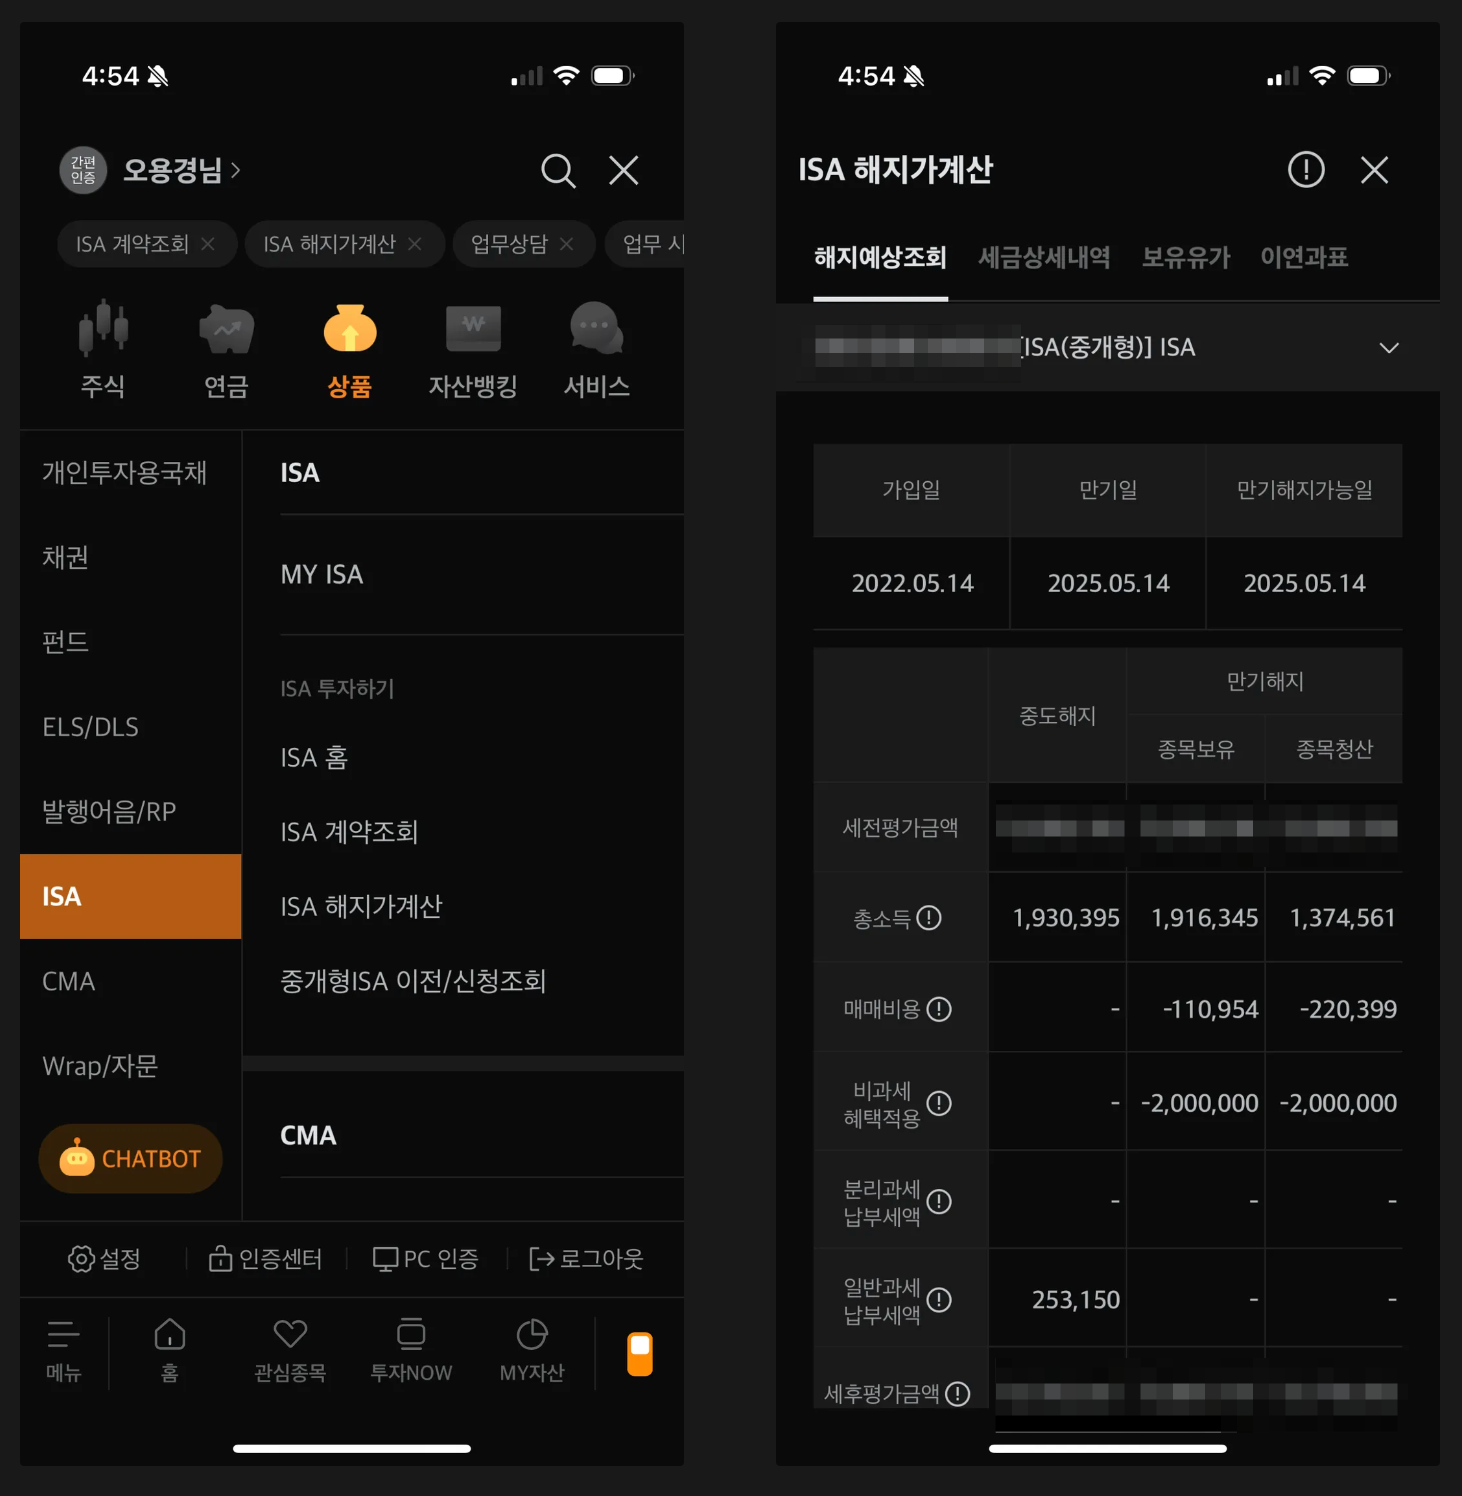 4:54
간편
인증
오용경님
ISA 계약조회
ISA 해지가계산
업무상담
업무 시
주식
연금
상품
자산뱅킹
서비스
개인투자용국채
채권
펀드
ELS/DLS
발행어음/RP
ISA
CMA
Wrap/자문
CHATBOT
ISA
MY ISA
ISA 투자하기
ISA 홈
ISA 계약조회
ISA 해지가계산
중개형ISA 이전/신청조회
CMA
설정
인증센터
PC 인증
로그아웃
메뉴
홈
관심종목
투자NOW
MY자산
4:54
ISA 해지가계산
해지예상조회 세금상세내역 보유유가 이연과표
[ISA(중개형)] ISA
가입일 만기일 만기해지가능일
2022.05.14 2025.05.14 2025.05.14
중도해지
만기해지
종목보유 종목청산
세전평가금액
총소득 1,930,395 1,916,345 1,374,561
매매비용 - -110,954 -220,399
비과세
혜택적용 - -2,000,000 -2,000,000
분리과세
납부세액 - - -
일반과세
납부세액 253,150 - -
세후평가금액